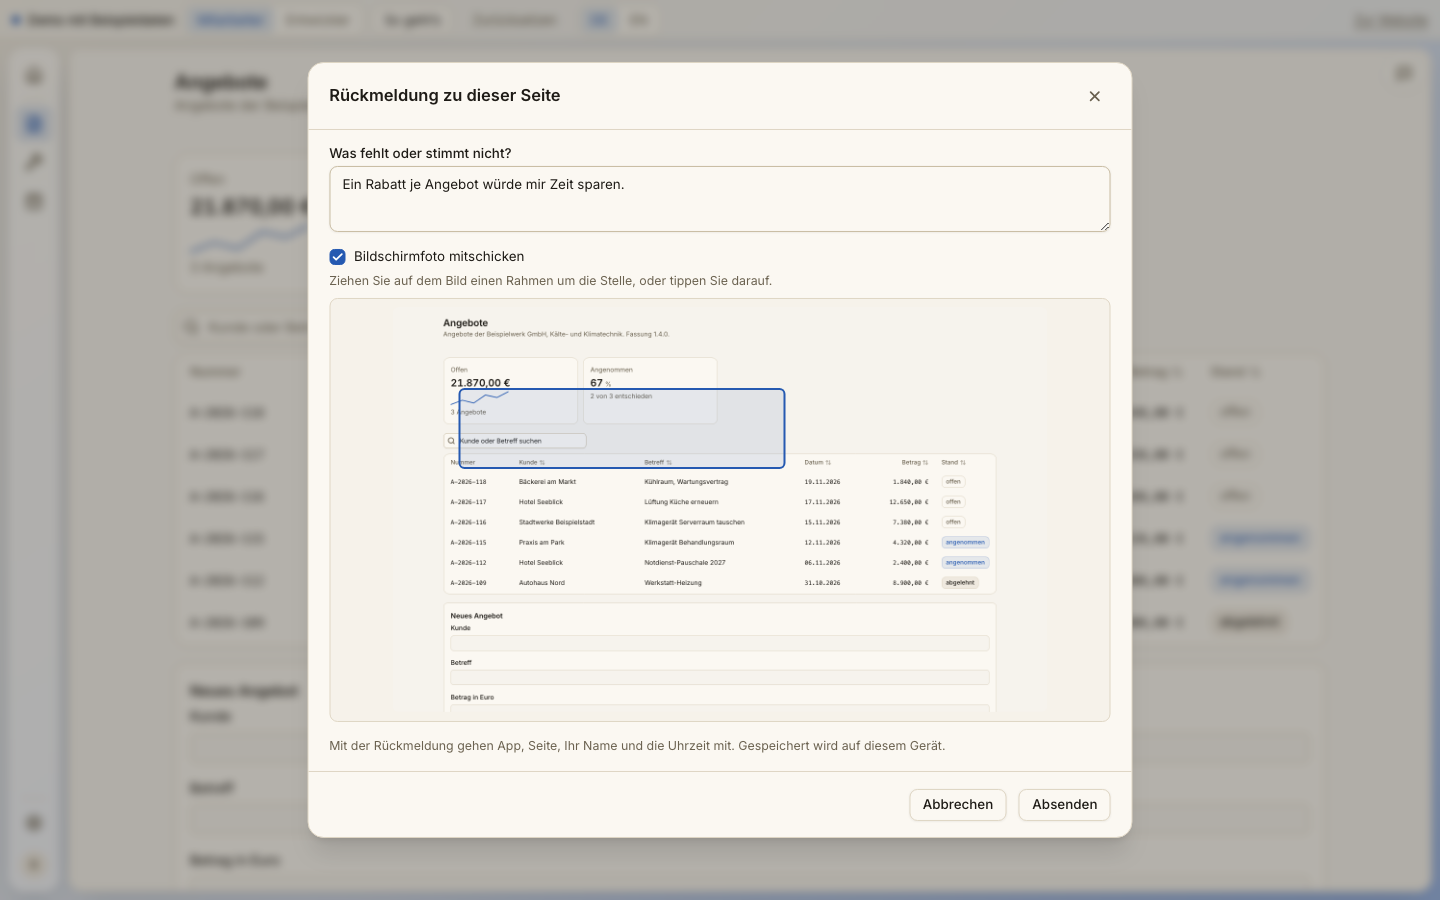 Angebote
Offen
21.870,00 €
3 Angebote
Rückmeldung zu dieser Seite
Was fehlt oder stimmt nicht?
Ein Rabatt je Angebot würde mir Zeit sparen.
Bildschirmfoto mitschicken
Ziehen Sie auf dem Bild einen Rahmen um die Stelle, oder tippen Sie darauf.
Angebote
Angebote der Beispielwerk GmbH, Kälte- und Klimatechnik. Fassung 1.4.0.
Offen
21.870,00 €
3 Angebote
Angenommen
67 %
2 von 3 entschieden
Kunde oder Betreff suchen
Nummer Kunde Betreff Datum Betrag Stand
A-2026-118 Bäckerei am Markt Kühlraum, Wartungsvertrag 19.11.2026 1.840,00 € offen
A-2026-117 Hotel Seeblick Lüftung Küche erneuern 17.11.2026 12.650,00 € offen
A-2026-116 Stadtwerke Beispielstadt Klimagerät Serverraum tauschen 15.11.2026 7.380,00 € offen
A-2026-115 Praxis am Park Klimagerät Behandlungsraum 12.11.2026 4.320,00 € angenommen
A-2026-112 Hotel Seeblick Notdienst-Pauschale 2027 06.11.2026 2.400,00 € angenommen
A-2026-109 Autohaus Nord Werkstatt-Heizung 31.10.2026 8.900,00 € abgelehnt
Neues Angebot
Kunde
Betreff
Betrag in Euro
Mit der Rückmeldung gehen App, Seite, Ihr Name und die Uhrzeit mit. Gespeichert wird auf diesem Gerät.
Abbrechen
Absenden